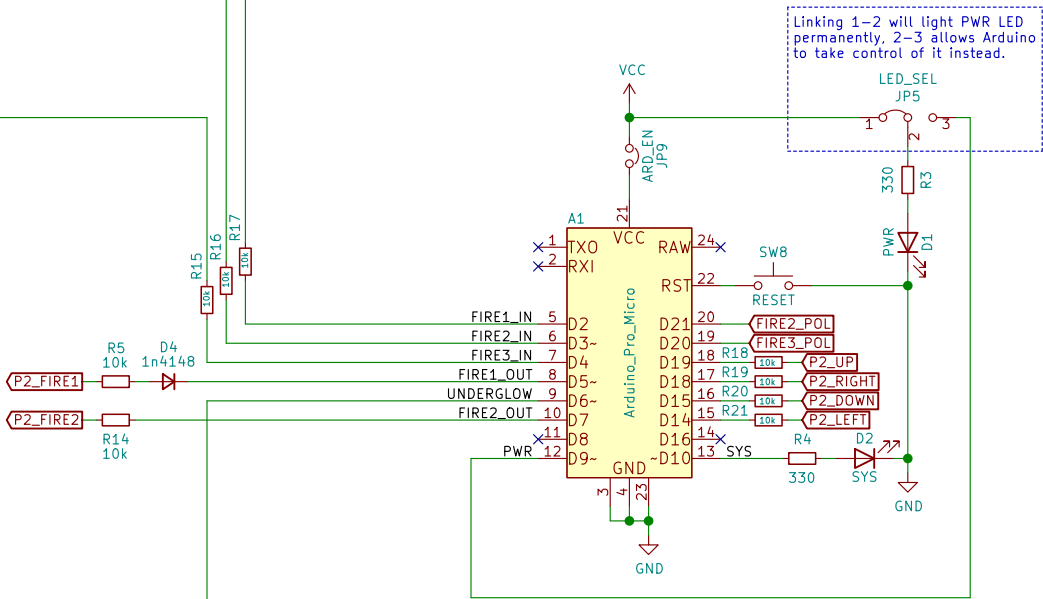 Linking 1-2 will light PWR LED
permanently, 2-3 allows Arduino
to take control of it instead.
LED_SEL
JP5
1
2
3
VCC
ARD_EN
JP9
330
R3
PWR
D1
A1
21
VCC
1
TXO
2
RXI
RAW
24
RST
22
SW8
RESET
R17
10k
R16
10k
R15
10k
Arduino_Pro_Micro
FIRE1_IN
5
D2
FIRE2_IN
6
D3~
FIRE3_IN
7
D4
FIRE1_OUT
8
D5~
UNDERGLOW
9
D6~
FIRE2_OUT
10
D7
11
D8
PWR
12
D9~
D21
20
FIRE2_POL
D20
19
FIRE3_POL
D19
18
R18
10k
P2_UP
D18
17
R19
10k
P2_RIGHT
D15
16
R20
10k
P2_DOWN
D14
15
R21
10k
P2_LEFT
D16
14
~D10
13
SYS
R4
330
D2
SYS
GND
R5
10k
D4
1n4148
P2_FIRE1
P2_FIRE2
R14
10k
GND
3
4
23
GND